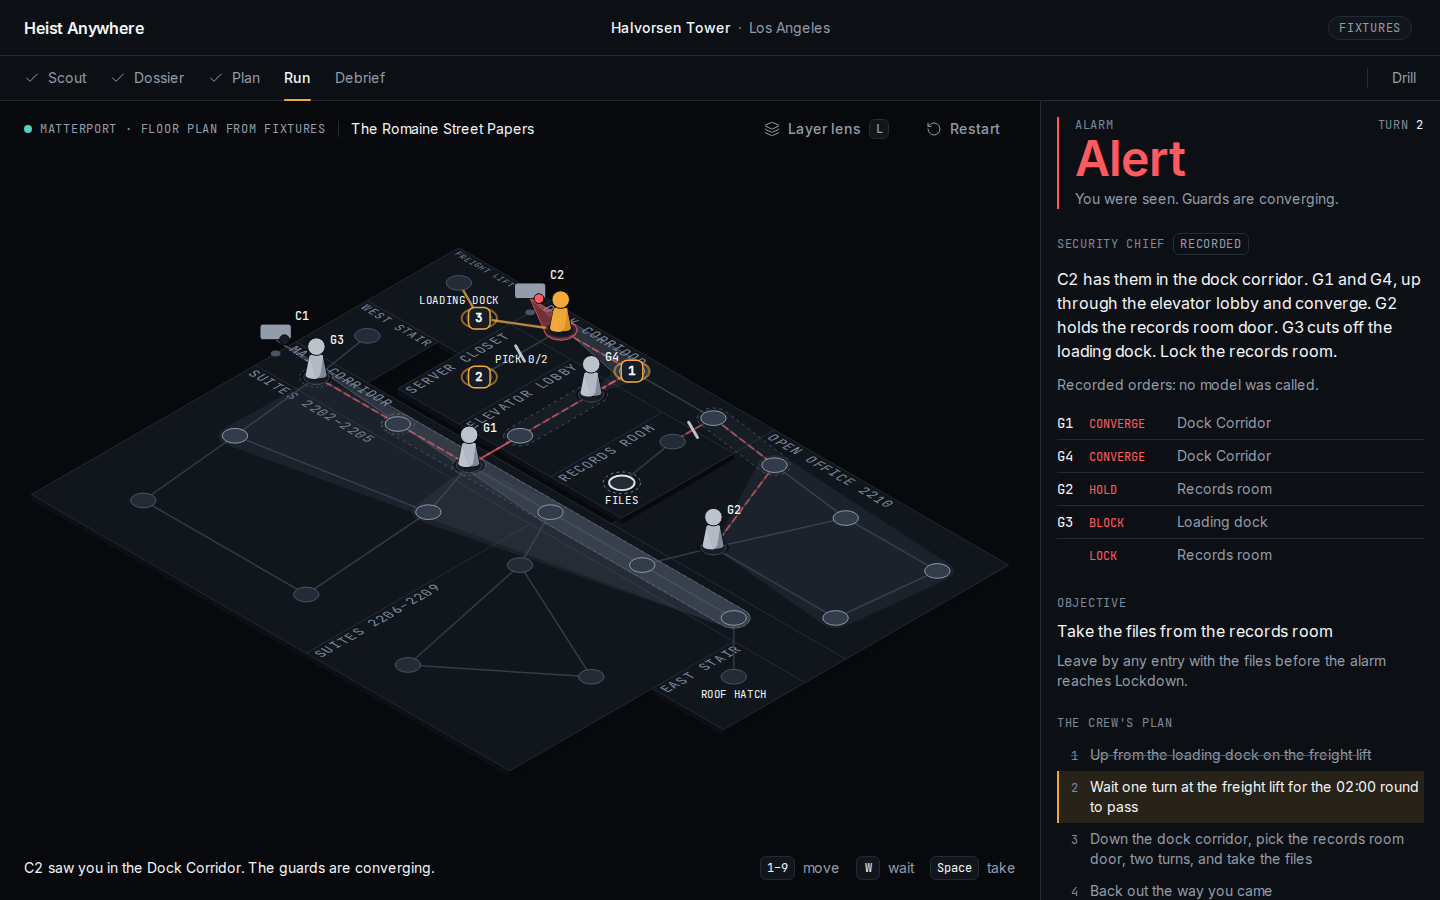 Heist Anywhere
Halvorsen Tower · Los Angeles
FIXTURES
Scout
Dossier
Plan
Run
Debrief
Drill
MATTERPORT · FLOOR PLAN FROM FIXTURES
The Romaine Street Papers
Layer lens L
Restart
FREIGHT LIFT
C2
LOADING DOCK
3
C1
G3
WEST STAIR
CORRIDOR
G4
1
PICK 0/2
2
SERVER CLOSET
ELEVATOR LOBBY
CORRIDOR
SUITES 2202-2205
G1
RECORDS ROOM
OPEN OFFICE 2210
FILES
G2
SUITES 2206-2209
EAST STAIR
ROOF HATCH
C2 saw you in the Dock Corridor. The guards are converging.
1-9 move W wait Space take
ALARM
TURN 2
Alert
You were seen. Guards are converging.
SECURITY CHIEF RECORDED
C2 has them in the dock corridor. G1 and G4, up
through the elevator lobby and converge. G2
holds the records room door. G3 cuts off the
loading dock. Lock the records room.
Recorded orders: no model was called.
G1 CONVERGE Dock Corridor
G4 CONVERGE Dock Corridor
G2 HOLD Records room
G3 BLOCK Loading dock
LOCK Records room
OBJECTIVE
Take the files from the records room
Leave by any entry with the files before the alarm
reaches Lockdown.
THE CREW'S PLAN
1 Up from the loading dock on the freight lift
2 Wait one turn at the freight lift for the 02:00 round
to pass
3 Down the dock corridor, pick the records room
door, two turns, and take the files
4 Back out the way you came